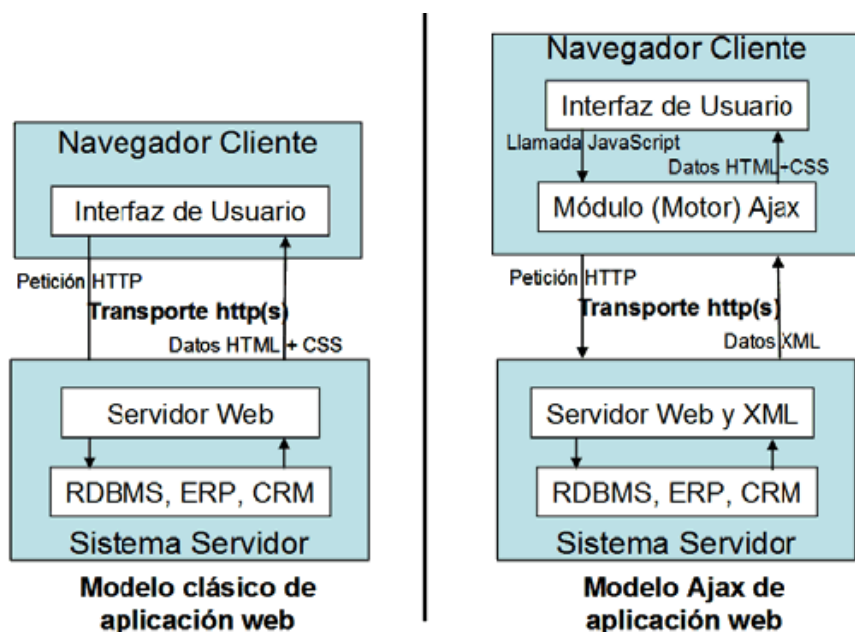 Navegador Cliente
Interfaz de Usuario
Petición HTTP
Transporte http(s)
Datos HTML + CSS
Servidor Web
RDBMS, ERP, CRM
Sistema Servidor
Modelo clásico de
aplicación web
Navegador Cliente
Interfaz de Usuario
Llamada JavaScript
Datos HTML+CSS
Módulo (Motor) Ajax
Petición HTTP
Transporte http(s)
Datos XML
Servidor Web y XML
RDBMS, ERP, CRM
Sistema Servidor
Modelo Ajax de
aplicación web